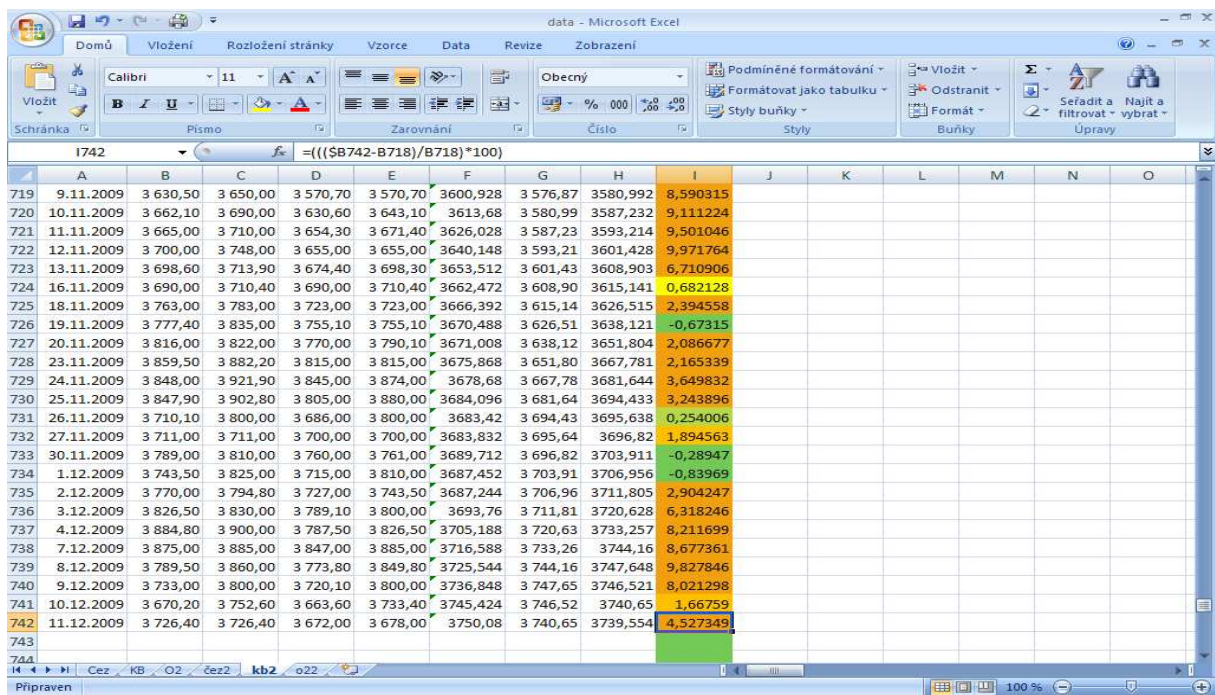 data - Microsoft Excel
Domů Vložení Rozložení stránky Vzorce Data Revize Zobrazení
Vložit
Calibri 11 A A
B I U A
Obecný
% 000 ,00 ,00
Podmíněné formátování
Formátovat jako tabulku
Styly buňky
Vložit
Odstranit
Formát
Σ
Seřadit a filtrovat
Najít a vybrat
Schránka Písmo Zarovnání Číslo Styly Buňky Úpravy
I742 fx =((($B742-B718)/B718)*100)
A B C D E F G H I J K L M N O
719 9.11.2009 3 630,50 3 650,00 3 570,70 3 570,70 3600,928 3 576,87 3580,992 8,590315
720 10.11.2009 3 662,10 3 690,00 3 630,60 3 643,10 3613,68 3 580,99 3587,232 9,111224
721 11.11.2009 3 665,00 3 710,00 3 654,30 3 671,40 3626,028 3 587,23 3593,214 9,501046
722 12.11.2009 3 700,00 3 748,00 3 655,00 3 655,00 3640,148 3 593,21 3601,428 9,971764
723 13.11.2009 3 698,60 3 713,90 3 674,40 3 698,30 3653,512 3 601,43 3608,903 6,710906
724 16.11.2009 3 690,00 3 710,40 3 690,00 3 710,40 3662,472 3 608,90 3615,141 0,682128
725 18.11.2009 3 763,00 3 783,00 3 723,00 3 723,00 3666,392 3 615,14 3626,515 2,394558
726 19.11.2009 3 777,40 3 835,00 3 755,10 3 755,10 3670,488 3 626,51 3638,121 -0,67315
727 20.11.2009 3 816,00 3 822,00 3 770,00 3 790,10 3671,008 3 638,12 3651,804 2,086677
728 23.11.2009 3 859,50 3 882,20 3 815,00 3 815,00 3675,868 3 651,80 3667,781 2,165339
729 24.11.2009 3 848,00 3 921,90 3 845,00 3 874,00 3678,68 3 667,78 3681,644 3,649832
730 25.11.2009 3 847,90 3 902,80 3 805,00 3 880,00 3684,096 3 681,64 3694,433 3,243896
731 26.11.2009 3 710,10 3 800,00 3 686,00 3 800,00 3683,42 3 694,43 3695,638 0,254006
732 27.11.2009 3 711,00 3 711,00 3 700,00 3 700,00 3683,832 3 695,64 3696,82 1,894563
733 30.11.2009 3 789,00 3 810,00 3 760,00 3 761,00 3689,712 3 696,82 3703,911 -0,28947
734 1.12.2009 3 743,50 3 825,00 3 715,00 3 810,00 3687,452 3 703,91 3706,956 -0,83969
735 2.12.2009 3 770,00 3 794,80 3 727,00 3 743,50 3687,244 3 706,96 3711,805 2,904247
736 3.12.2009 3 826,50 3 830,00 3 789,10 3 800,00 3693,76 3 711,81 3720,628 6,318246
737 4.12.2009 3 884,80 3 900,00 3 787,50 3 826,50 3705,188 3 720,63 3733,257 8,211699
738 7.12.2009 3 875,00 3 885,00 3 847,00 3 885,00 3716,588 3 733,26 3744,16 8,677361
739 8.12.2009 3 789,50 3 860,00 3 773,80 3 849,80 3725,544 3 744,16 3747,648 9,827846
740 9.12.2009 3 733,00 3 800,00 3 720,10 3 800,00 3736,848 3 747,65 3746,521 8,021298
741 10.12.2009 3 670,20 3 752,60 3 663,60 3 733,40 3745,424 3 746,52 3740,65 1,66759
742 11.12.2009 3 726,40 3 726,40 3 672,00 3 678,00 3750,08 3 740,65 3739,554 4,527349
743
744
Cez KB O2 čez2 kb2 o22
Připraven 100 %